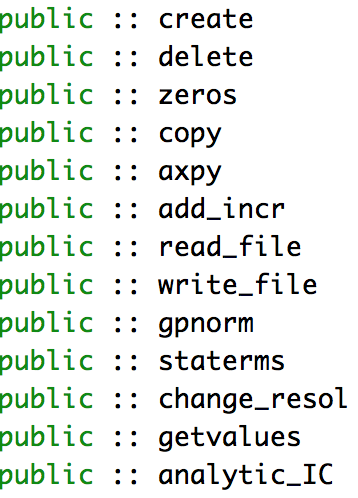 public :: create
public :: delete
public :: zeros
public :: copy
public :: axpy
public :: add_incr
public :: read_file
public :: write_file
public :: gpnorm
public :: staterms
public :: change_resol
public :: getvalues
public :: analytic_IC